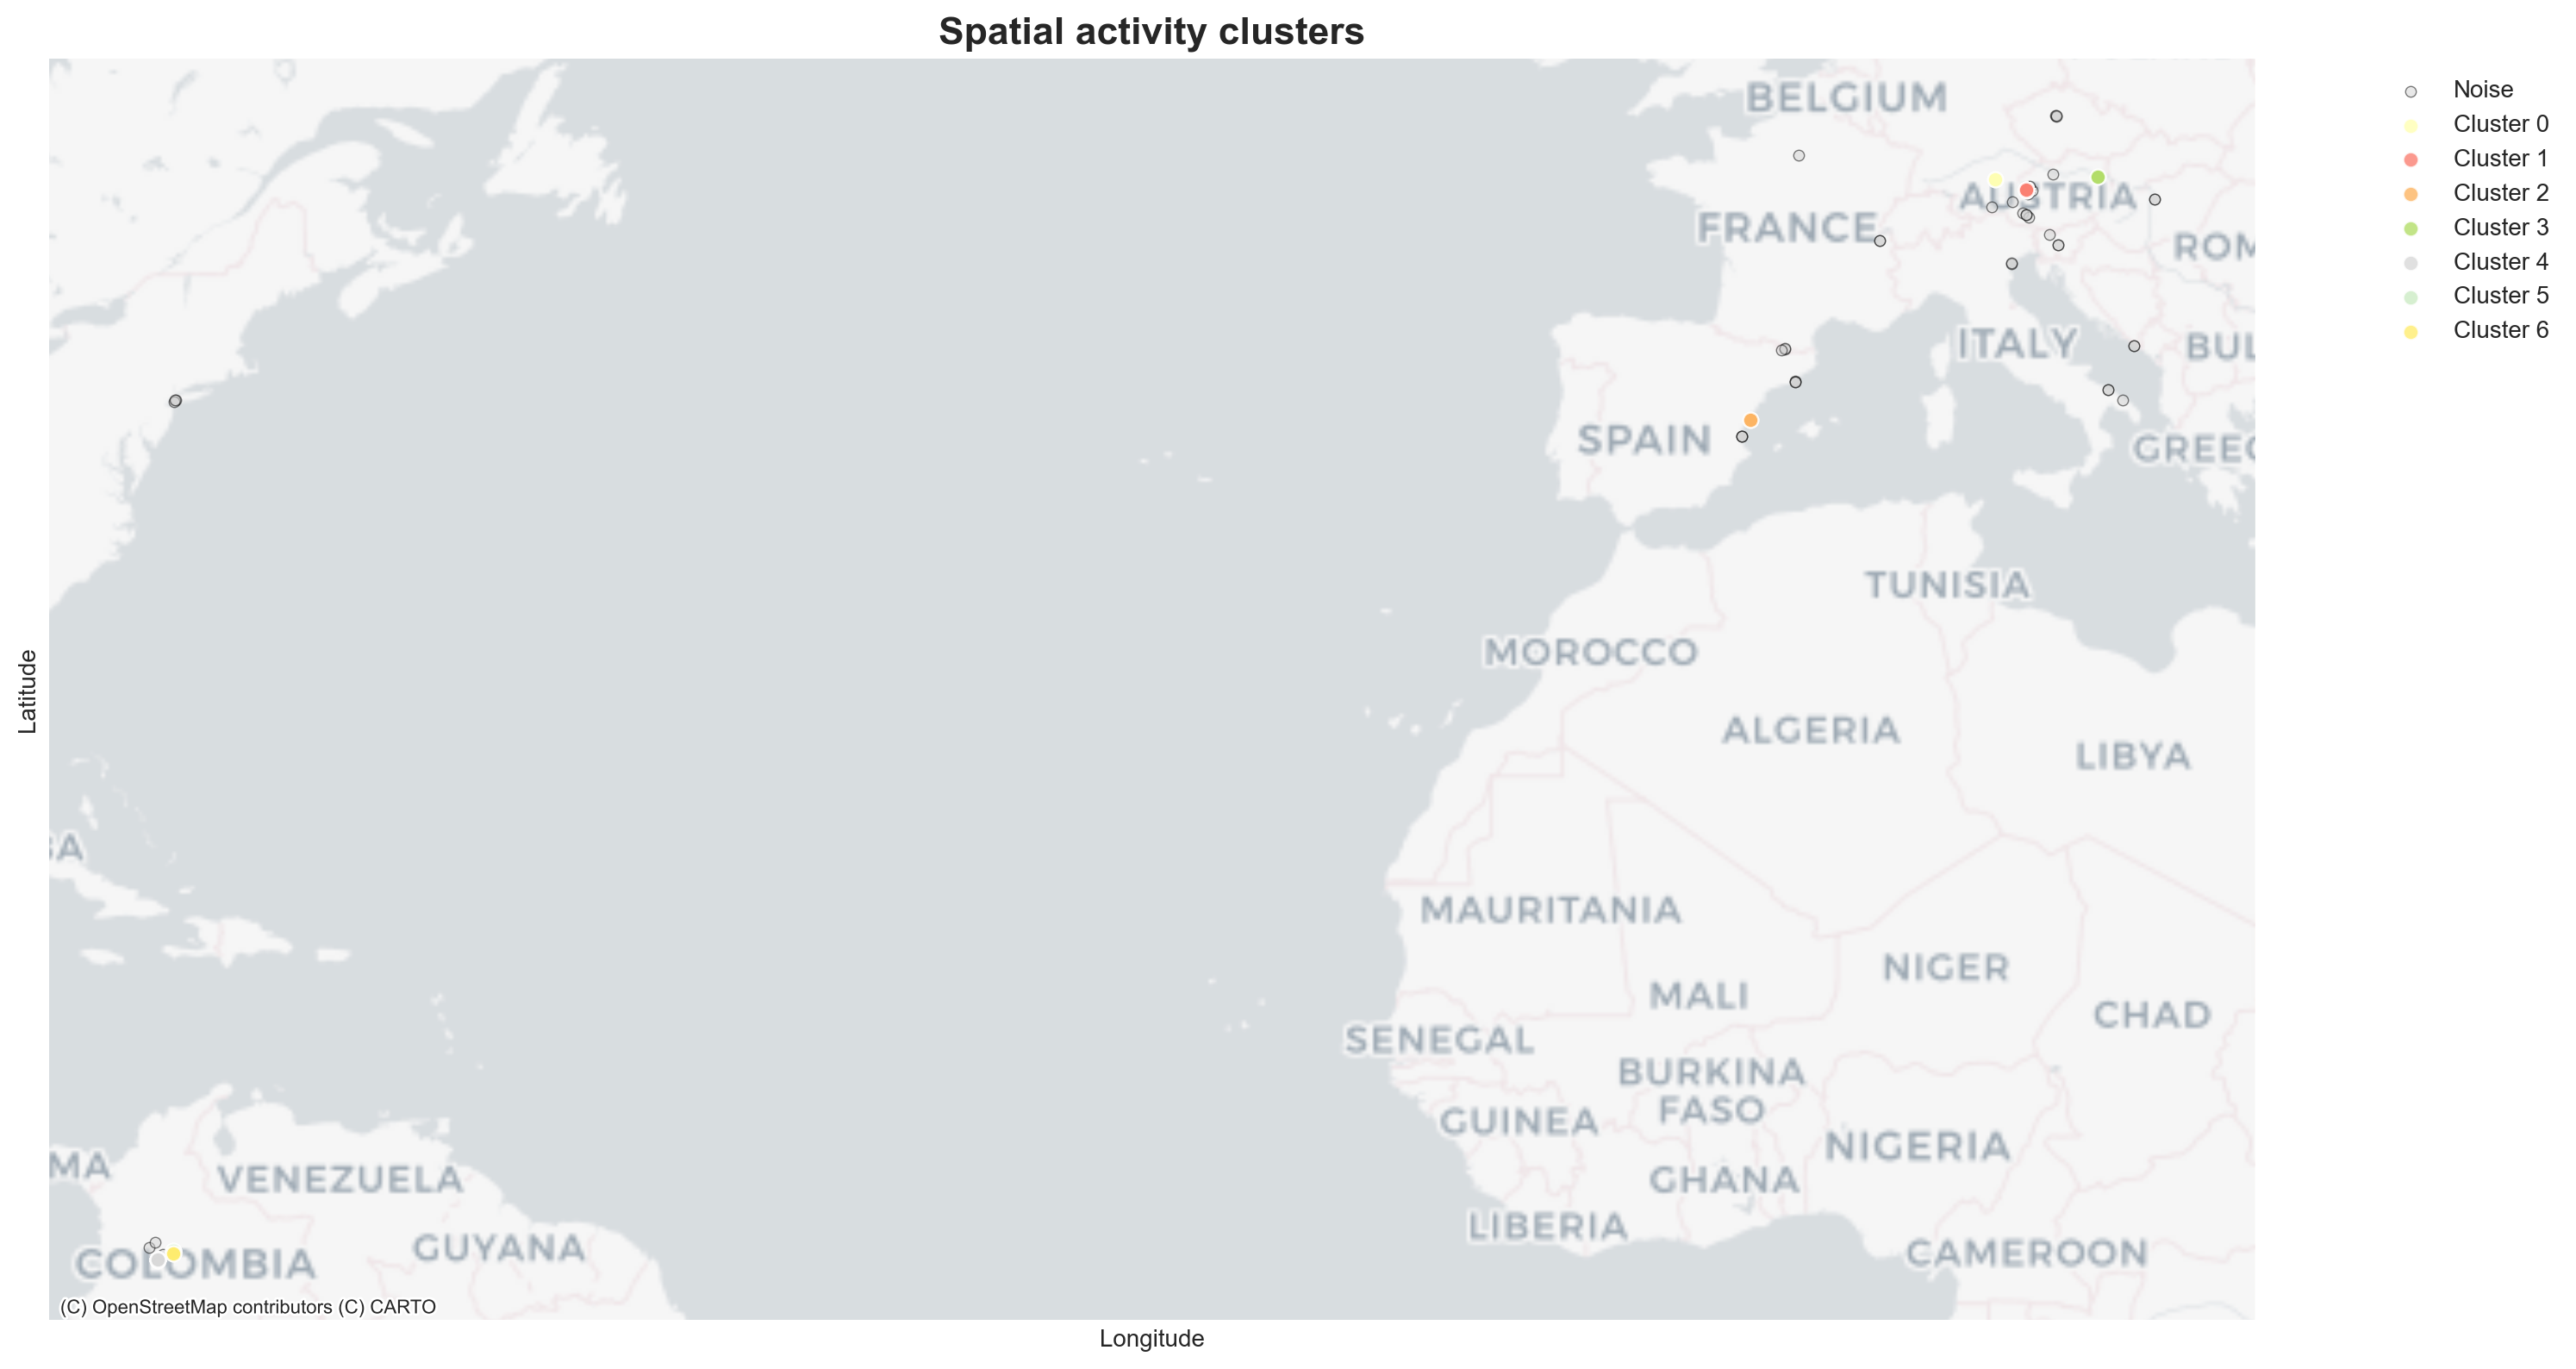 Spatial activity clusters
Noise
Cluster 0
Cluster 1
Cluster 2
Cluster 3
Cluster 4
Cluster 5
Cluster 6
BELGIUM
AUSTRIA
FRANCE
ROM
ITALY
BUL
SPAIN
GREEC
TUNISIA
MOROCCO
ALGERIA
LIBYA
MAURITANIA
NIGER
MALI
CHAD
SENEGAL
BURKINA
FASO
GUINEA
NIGERIA
MA
VENEZUELA
GHANA
LIBERIA
GUYANA
COLOMBIA
CAMEROON
(C) OpenStreetMap contributors (C) CARTO
Latitude
Longitude